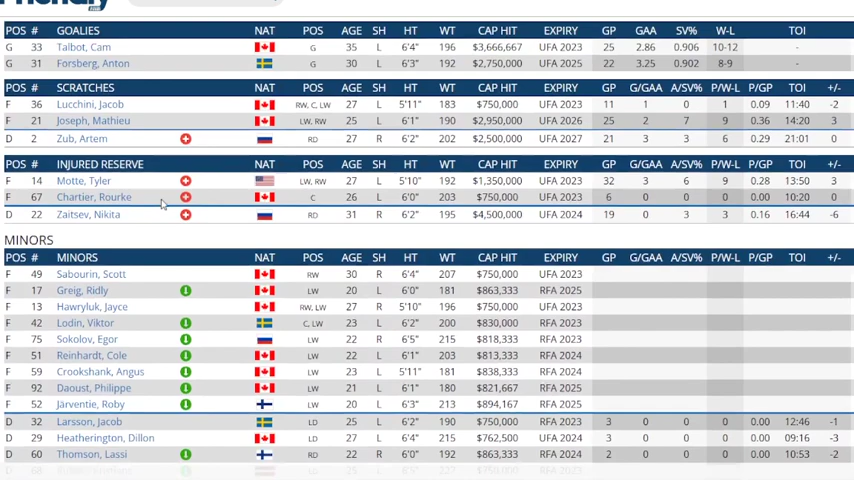 POS # GOALIES NAT POS AGE SH HT WT CAP HIT EXPIRY GP GAA SV% W-L TOI
G 33 Talbot, Cam G 35 L 6'4" 196 $3,666,667 UFA 2023 25 2.86 0.906 10-12 -
G 31 Forsberg, Anton G 30 L 6'3" 192 $2,750,000 UFA 2025 22 3.25 0.902 8-9 -
POS # SCRATCHES NAT POS AGE SH HT WT CAP HIT EXPIRY GP G/GAA A/SV% P/W-L P/GP TOI +/-
F 36 Lucchini, Jacob RW, C, LW 27 L 5'11" 183 $750,000 UFA 2023 11 1 0 1 0.09 11:40 -2
F 21 Joseph, Mathieu LW, RW 25 L 6'1" 190 $2,950,000 UFA 2026 25 2 7 9 0.36 14:20 3
D 2 Zub, Artem RD 27 R 6'2" 202 $2,500,000 UFA 2027 21 3 3 6 0.29 21:01 0
POS # INJURED RESERVE NAT POS AGE SH HT WT CAP HIT EXPIRY GP G/GAA A/SV% P/W-L P/GP TOI +/-
F 14 Motte, Tyler LW, RW 27 L 5'10" 192 $1,350,000 UFA 2023 32 3 6 9 0.28 13:50 3
F 67 Chartier, Rourke C 26 L 6'0" 203 $750,000 UFA 2023 6 0 0 0 0.00 10:20 0
D 22 Zaitsev, Nikita RD 31 R 6'2" 195 $4,500,000 UFA 2024 19 0 3 3 0.16 16:44 -6
MINORS
POS # MINORS NAT POS AGE SH HT WT CAP HIT EXPIRY GP G/GAA A/SV% P/W-L P/GP TOI +/-
F 49 Sabourin, Scott RW 30 R 6'4" 207 $750,000 UFA 2023
F 17 Greig, Ridly LW 20 L 6'0" 181 $863,333 RFA 2025
F 13 Hawryluk, Jayce RW, LW 27 R 5'10" 196 $750,000 UFA 2023
F 42 Lodin, Viktor C, LW 23 L 6'2" 200 $830,000 RFA 2023
F 75 Sokolov, Egor LW 22 R 6'5" 215 $818,333 RFA 2023
F 51 Reinhardt, Cole LW 22 L 6'1" 203 $813,333 RFA 2024
F 59 Crookshank, Angus LW 23 L 5'11" 181 $838,333 RFA 2024
F 92 Daoust, Philippe LW 21 L 6'1" 180 $821,667 RFA 2025
F 52 Järventie, Roby LW 20 L 6'3" 213 $894,167 RFA 2025
D 32 Larsson, Jacob LD 25 L 6'2" 190 $750,000 UFA 2023 3 0 0 0 0.00 12:46 -1
D 29 Heatherington, Dillon LD 27 L 6'4" 215 $762,500 UFA 2024 3 0 0 0 0.00 09:16 -3
D 60 Thomson, Lassi RD 22 R 6'0" 192 $863,333 RFA 2024 2 0 0 0 0.00 10:53 -2